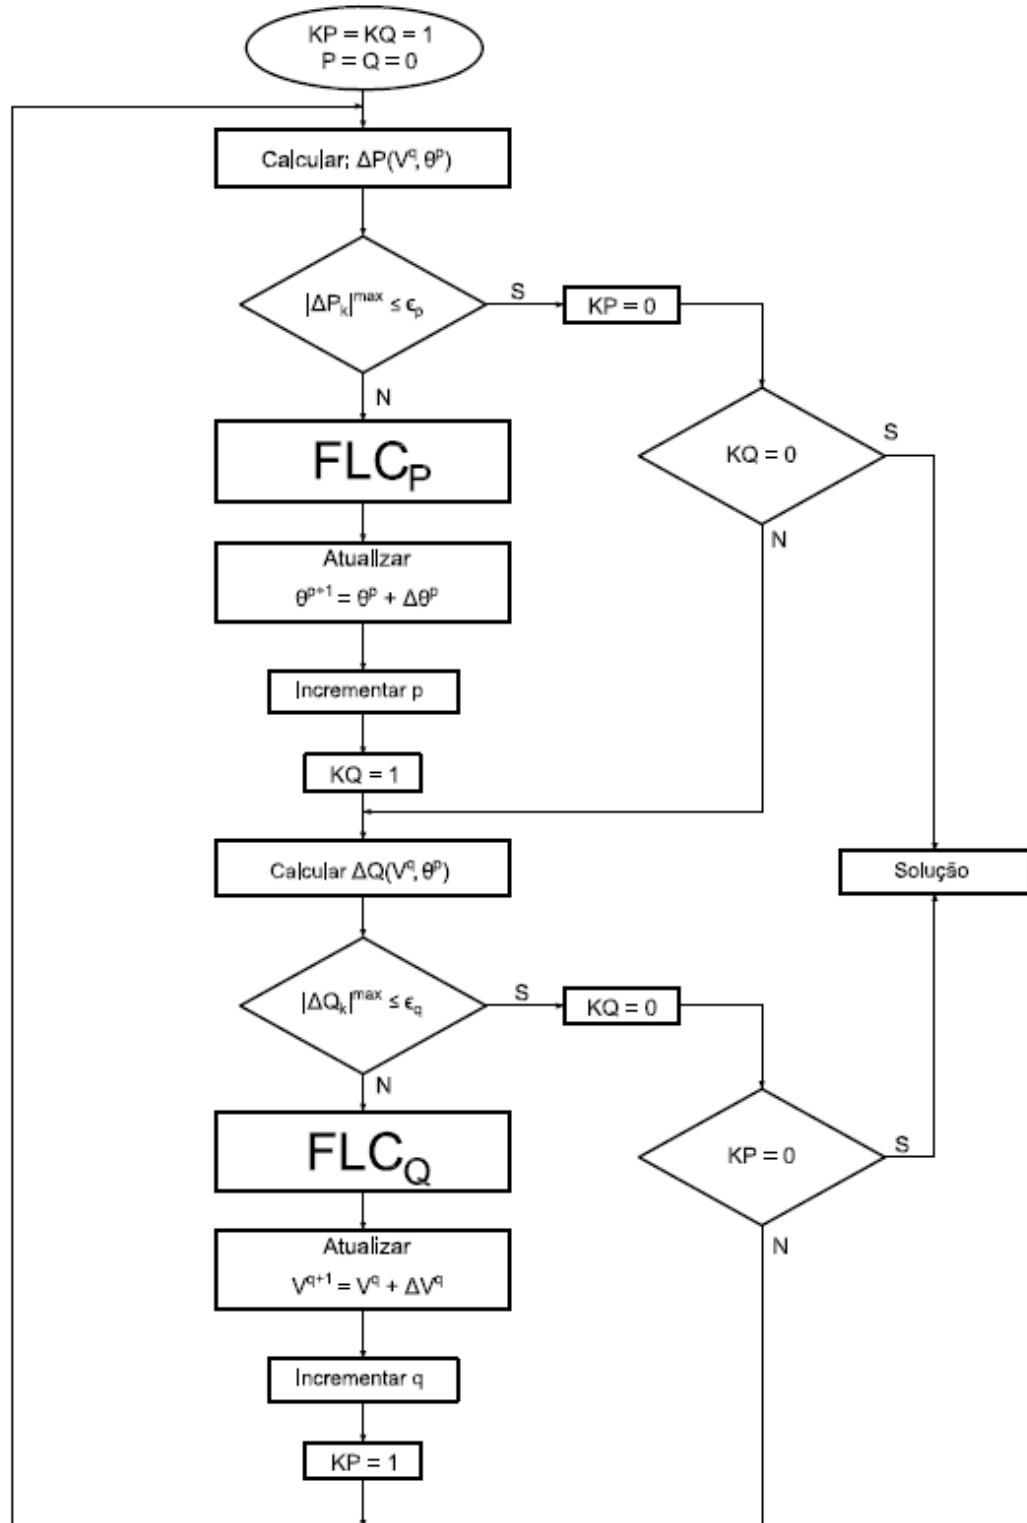 KP = KQ = 1
P = Q = 0
Calcular; ΔP(V^q, θ^p)
|ΔP_k|^max ≤ ϵ_p
S
KP = 0
N
FLC_P
KQ = 0
S
N
Atualizar
θ^p+1 = θ^p + Δθ^p
Incrementar p
KQ = 1
Calcular ΔQ(V^q, θ^p)
Solução
|ΔQ_k|^max ≤ ϵ_q
S
KQ = 0
N
FLC_Q
KP = 0
S
N
Atualizar
V^q+1 = V^q + ΔV^q
Incrementar q
KP = 1